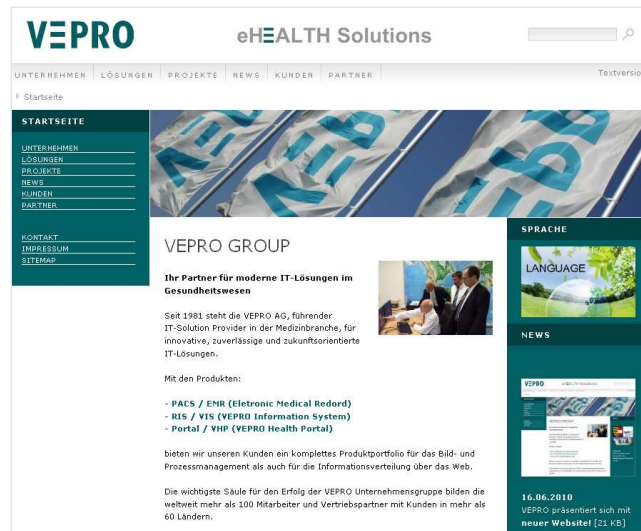 VEPRO
eHEALTH Solutions
UNTERNEHMEN LÖSUNGEN PROJEKTE NEWS KUNDEN PARTNER
Textversio
Startseite
STARTSEITE
UNTERNEHMEN
LÖSUNGEN
PROJEKTE
NEWS
KUNDEN
PARTNER
KONTAKT
IMPRESSUM
SITEMAP
VEPRO GROUP
Ihr Partner für moderne IT-Lösungen im
Gesundheitswesen
Seit 1981 steht die VEPRO AG, führender
IT-Solution Provider in der Medizinbranche, für
innovative, zuverlässige und zukunftsorientierte
IT-Lösungen.
Mit den Produkten:
- PACS / EMR (Eletronic Medical Redord)
- RIS / VIS (VEPRO Information System)
- Portal / VHP (VEPRO Health Portal)
bieten wir unseren Kunden ein komplettes Produktportfolio für das Bild- und
Prozessmanagement als auch für die Informationsverteilung über das Web.
Die wichtigste Säule für den Erfolg der VEPRO Unternehmensgruppe bilden die
weltweit mehr als 100 Mitarbeiter und Vertriebspartner mit Kunden in mehr als
60 Ländern.
SPRACHE
LANGUAGE
NEWS
VEPRO
VEPRO GROUP
16.06.2010
VEPRO präsentiert sich mit
neuer Website! [21 KB]